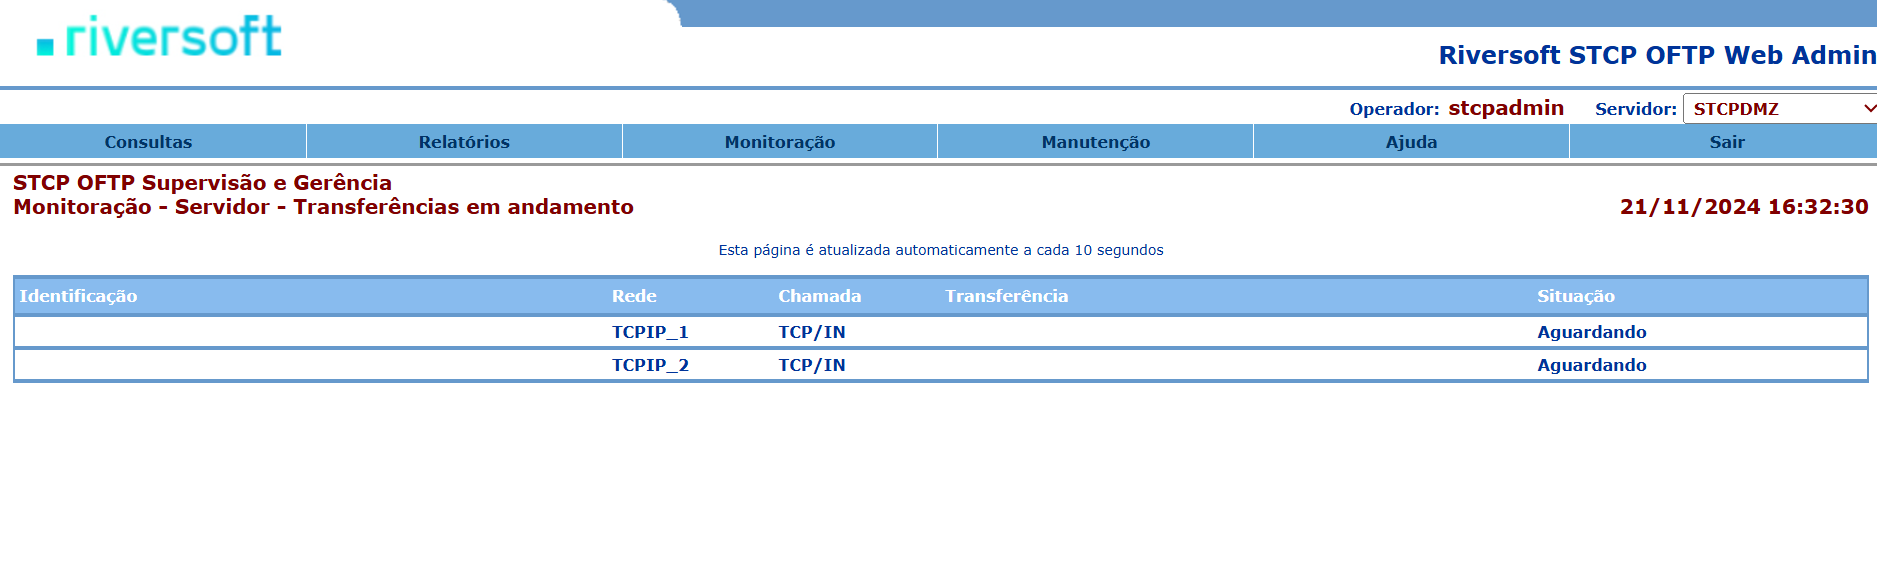 riversoft
Riversoft STCP OFTP Web Admin
Operador: stcpadmin Servidor: STCPDMZ
Consultas Relatórios Monitoração Manutenção Ajuda Sair
STCP OFTP Supervisão e Gerência
Monitoração - Servidor - Transferências em andamento 21/11/2024 16:32:30
Esta página é atualizada automaticamente a cada 10 segundos
Identificação Rede Chamada Transferência Situação
TCPIP_1 TCP/IN Aguardando
TCPIP_2 TCP/IN Aguardando